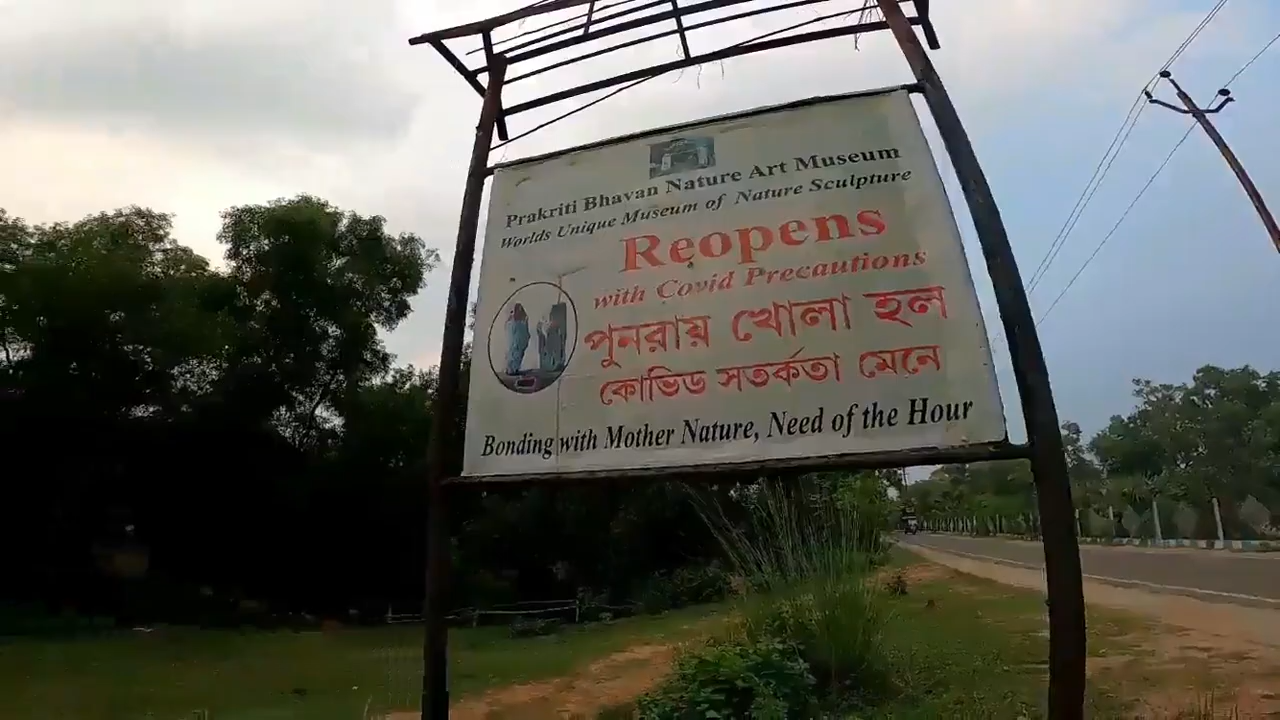 Prakriti Bhavan Nature Art Museum
Worlds Unique Museum of Nature Sculpture
Reopens
with Covid Precautions
পুনরায় খোলা হল
কোভিড সতর্কতা মেনে
Bonding with Mother Nature, Need of the Hour